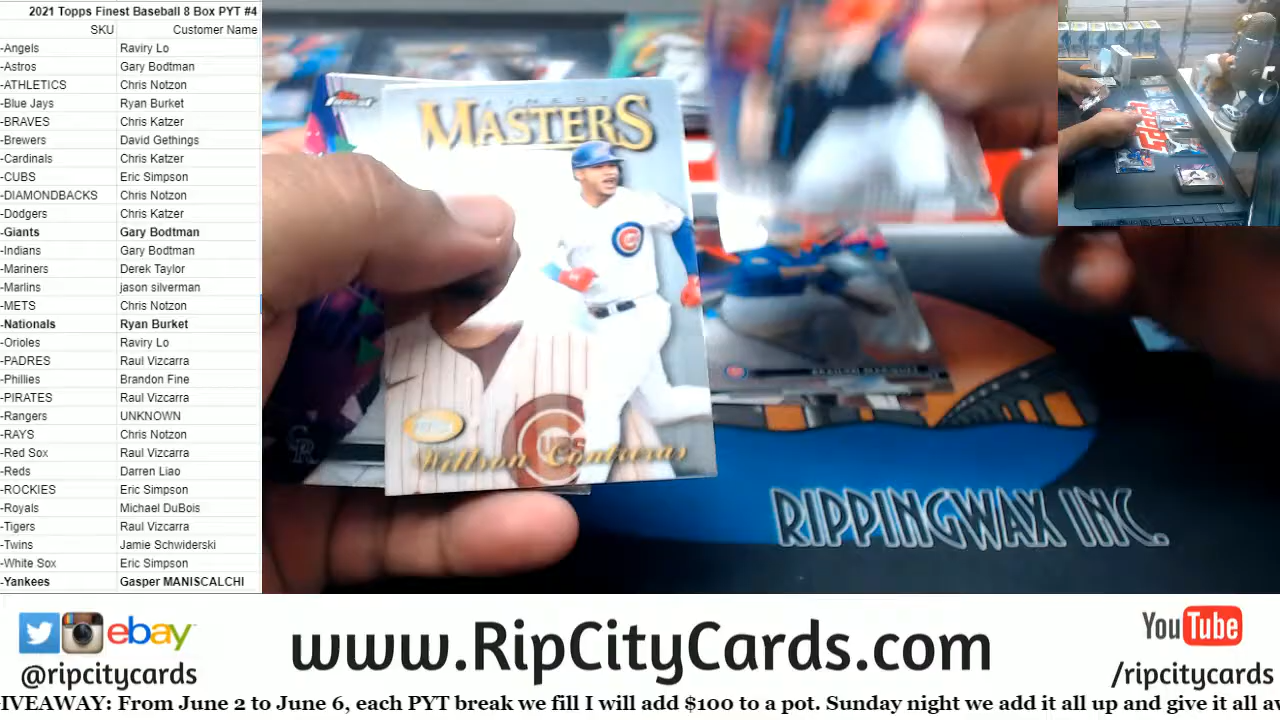 2021 Topps Finest Baseball 8 Box PYT #4
SKU Customer Name
-Angels Raviry Lo
-Astros Gary Bodtman
-ATHLETICS Chris Notzon
-Blue Jays Ryan Burket
-BRAVES Chris Katzer
-Brewers David Gethings
-Cardinals Chris Katzer
-CUBS Eric Simpson
-DIAMONDBACKS Chris Notzon
-Dodgers Chris Katzer
-Giants Gary Bodtman
-Indians Gary Bodtman
-Mariners Derek Taylor
-Marlins jason silverman
-METS Chris Notzon
-Nationals Ryan Burket
-Orioles Raviry Lo
-PADRES Raul Vizcarra
-Phillies Brandon Fine
-PIRATES Raul Vizcarra
-Rangers UNKNOWN
-RAYS Chris Notzon
-Red Sox Raul Vizcarra
-Reds Darren Liao
-ROCKIES Eric Simpson
-Royals Michael DuBois
-Tigers Raul Vizcarra
-Twins Jamie Schwiderski
-White Sox Eric Simpson
-Yankees Gasper MANISCALCHI
Finest
FINEST
MASTERS
CUBS
Willson Contreras
BRAILYN MARQUEZ
RIPPINGWAX INC.
ebay
@ripcitycards
www.RipCityCards.com
YouTube
/ripcitycards
IVEAWAY: From June 2 to June 6, each PYT break we fill I will add $100 to a pot. Sunday night we add it all up and give it all av